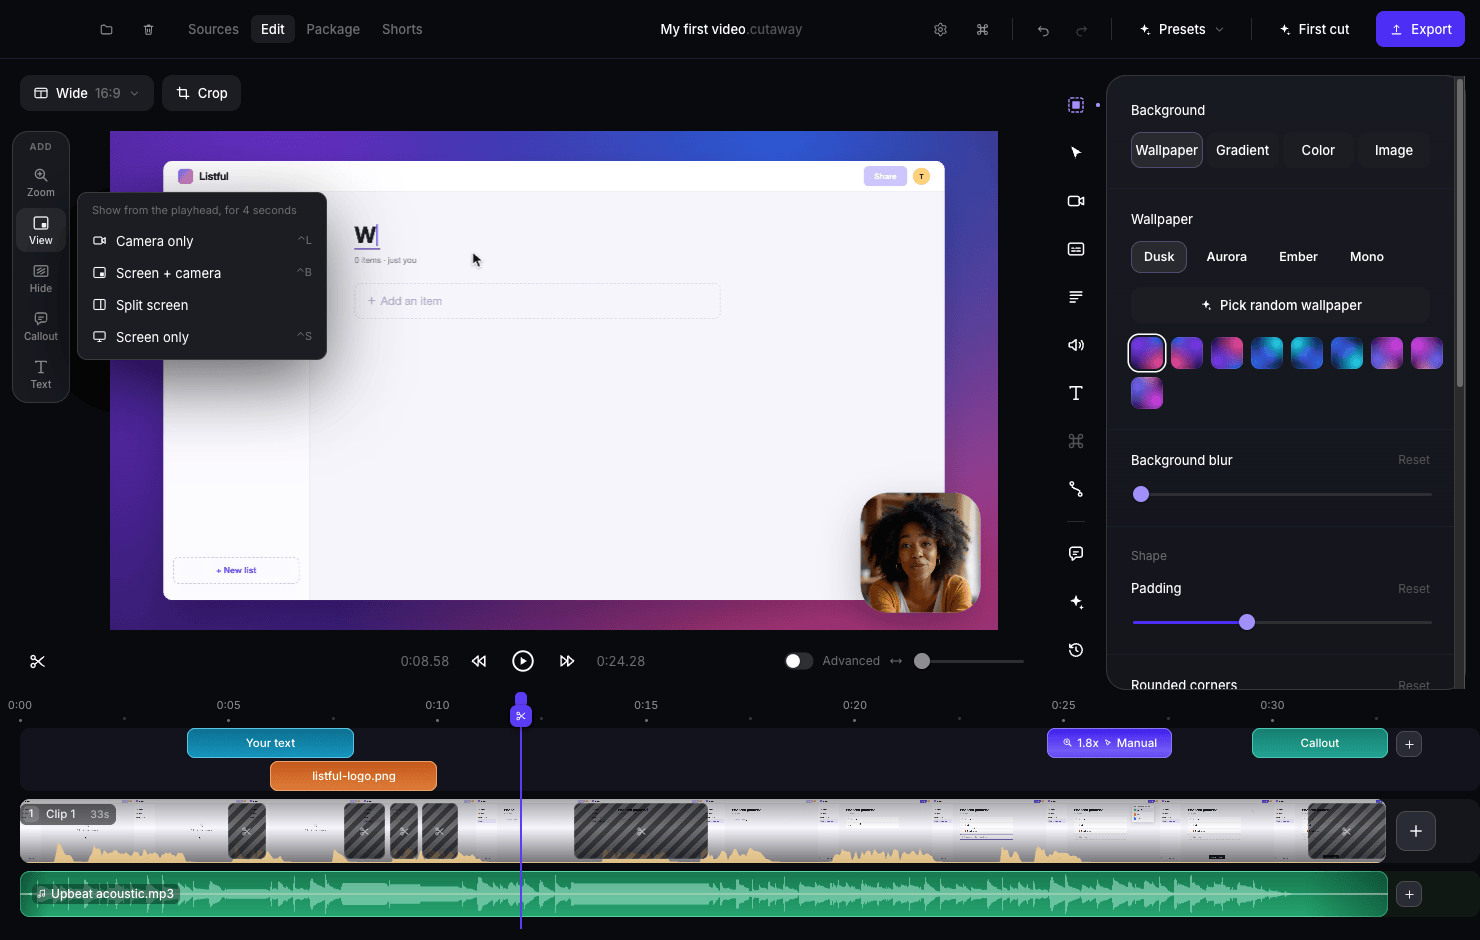 Sources Edit Package Shorts
My first video.cutaway
Presets
First cut
Export
Wide 16:9
Crop
ADD
Zoom
View
Hide
Callout
Text
Show from the playhead, for 4 seconds
Camera only ^L
Screen + camera ^B
Split screen
Screen only ^S
Listful
Share
T
W
0 items · just you
+ Add an item
+ New list
Background
Wallpaper Gradient Color Image
Wallpaper
Dusk Aurora Ember Mono
Pick random wallpaper
Background blur Reset
Shape
Padding Reset
Rounded corners Reset
0:08.58
0:24.28
Advanced
0:00 0:05 0:10 0:15 0:20 0:25 0:30
Your text
1.8x Manual
Callout
listful-logo.png
1 Clip 1 33s
Upbeat acoustic.mp3